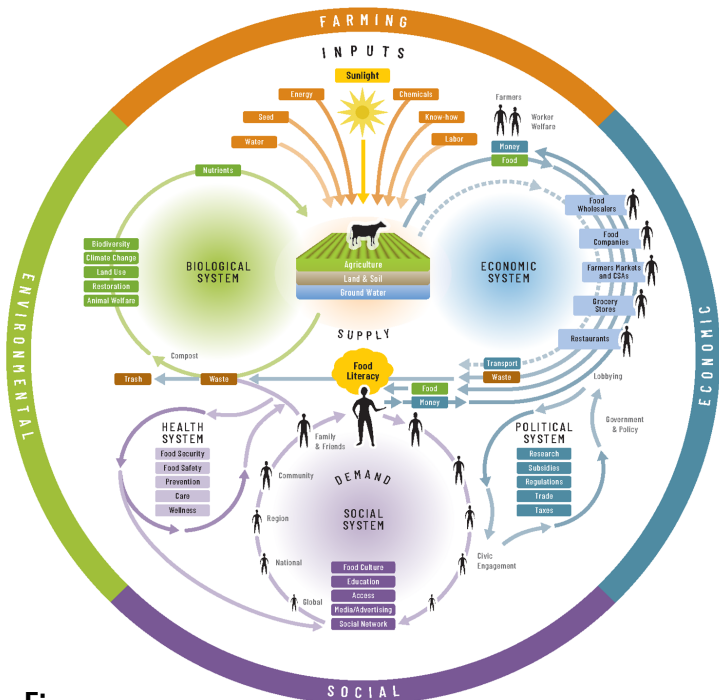 FARMING
INPUTS
Sunlight
Energy
Chemicals
Seed
Know-how
Water
Labor
Farmers
Worker
Welfare
Money
Food
Nutrients
Food
Wholesalers
Food
Companies
Farmers Markets
and CSAs
Grocery
Stores
Restaurants
Biodiversity
Climate Change
Land Use
Restoration
Animal Welfare
BIOLOGICAL
SYSTEM
Agriculture
Land & Soil
Ground Water
ECONOMIC
SYSTEM
ENVIRONMENTAL
ECONOMIC
SUPPLY
Compost
Trash
Waste
Food
Literacy
Transport
Waste
Food
Money
Lobbying
HEALTH
SYSTEM
Food Security
Food Safety
Prevention
Care
Wellness
Family
& Friends
Community
Region
National
Global
DEMAND
SOCIAL
SYSTEM
Food Culture
Education
Access
Media/Advertising
Social Network
POLITICAL
SYSTEM
Research
Subsidies
Regulations
Trade
Taxes
Government
& Policy
Civic
Engagement
SOCIAL